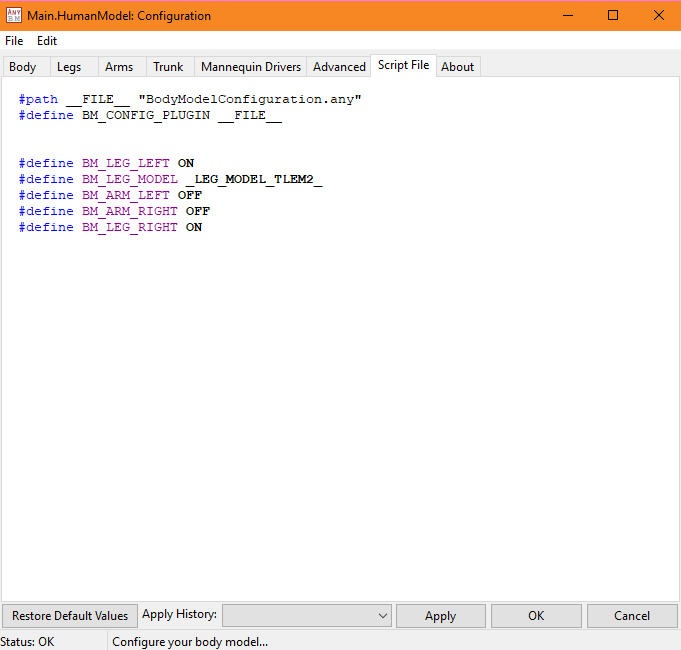 ANY BM Main.HumanModel: Configuration
File Edit
Body Legs Arms Trunk Mannequin Drivers Advanced Script File About
#path __FILE__ "BodyModelConfiguration.any"
#define BM_CONFIG_PLUGIN __FILE__
#define BM_LEG_LEFT ON
#define BM_LEG_MODEL _LEG_MODEL_TLEM2_
#define BM_ARM_LEFT OFF
#define BM_ARM_RIGHT OFF
#define BM_LEG_RIGHT ON
Restore Default Values Apply History: Apply OK Cancel
Status: OK Configure your body model...